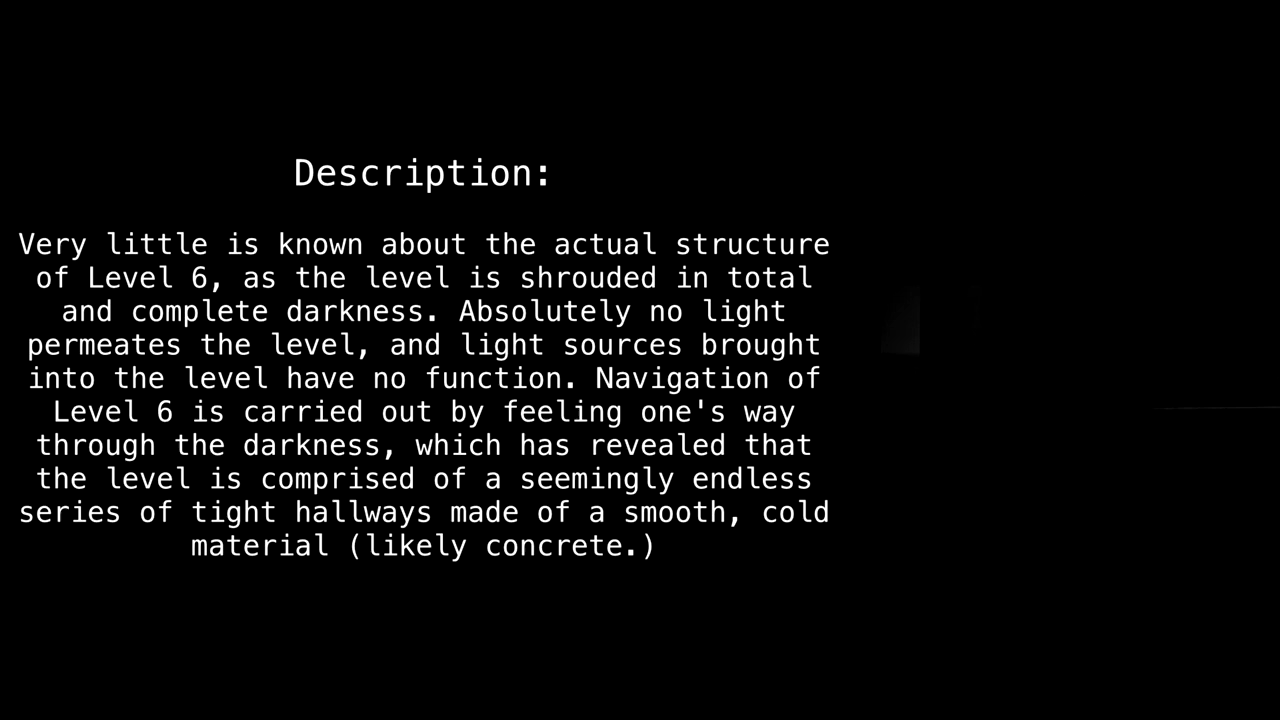 Description:
Very little is known about the actual structure
of Level 6, as the level is shrouded in total
and complete darkness. Absolutely no light
permeates the level, and light sources brought
into the level have no function. Navigation of
Level 6 is carried out by feeling one's way
through the darkness, which has revealed that
the level is comprised of a seemingly endless
series of tight hallways made of a smooth, cold
material (likely concrete.)